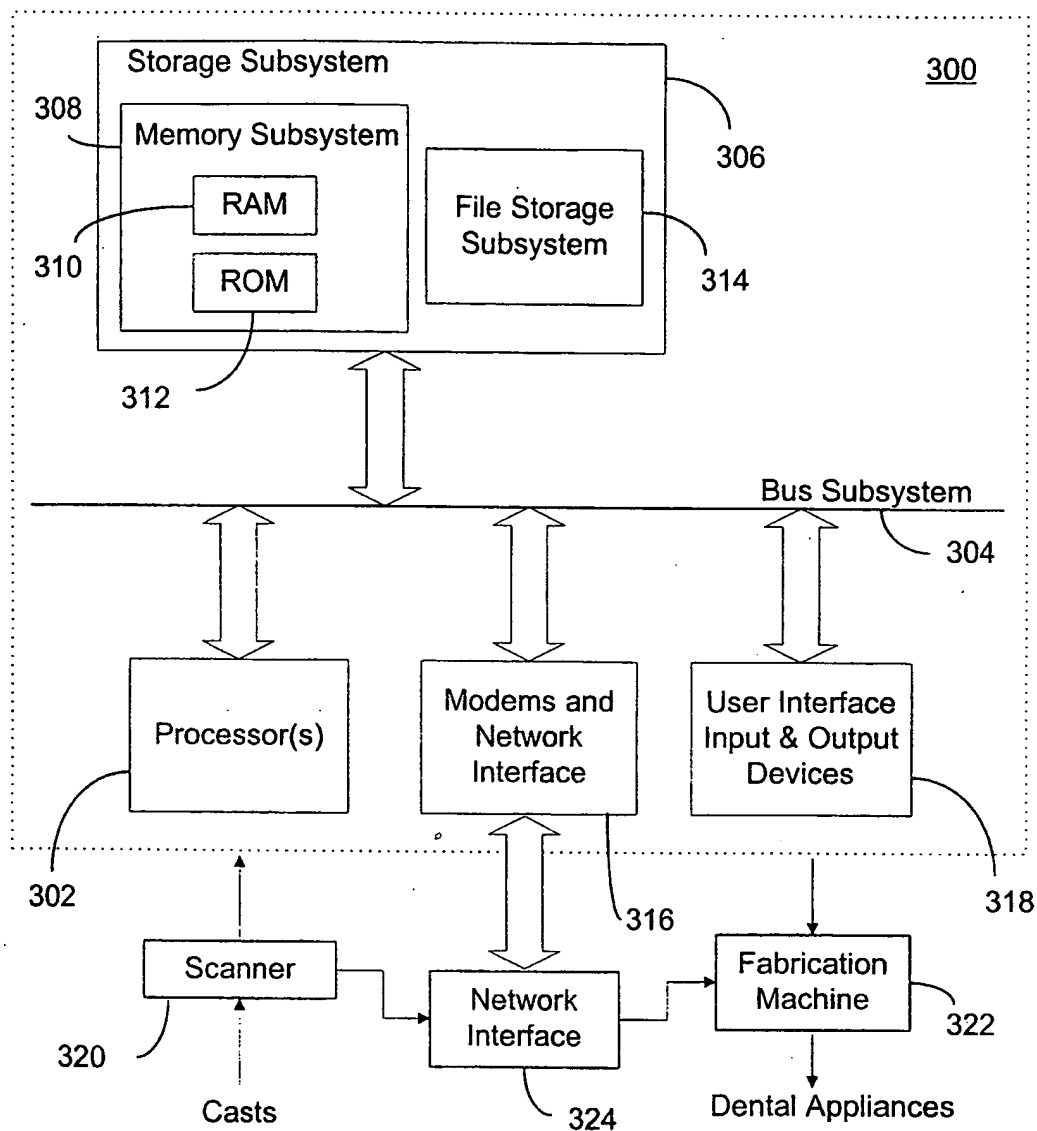 Storage Subsystem
300
308
Memory Subsystem
306
RAM
File Storage
Subsystem
310
ROM
314
312
Bus Subsystem
304
Processor(s)
Modems and
Network
Interface
User Interface
Input & Output
Devices
302
316
318
Scanner
Network
Interface
Fabrication
Machine
320
322
324
Casts
Dental Appliances